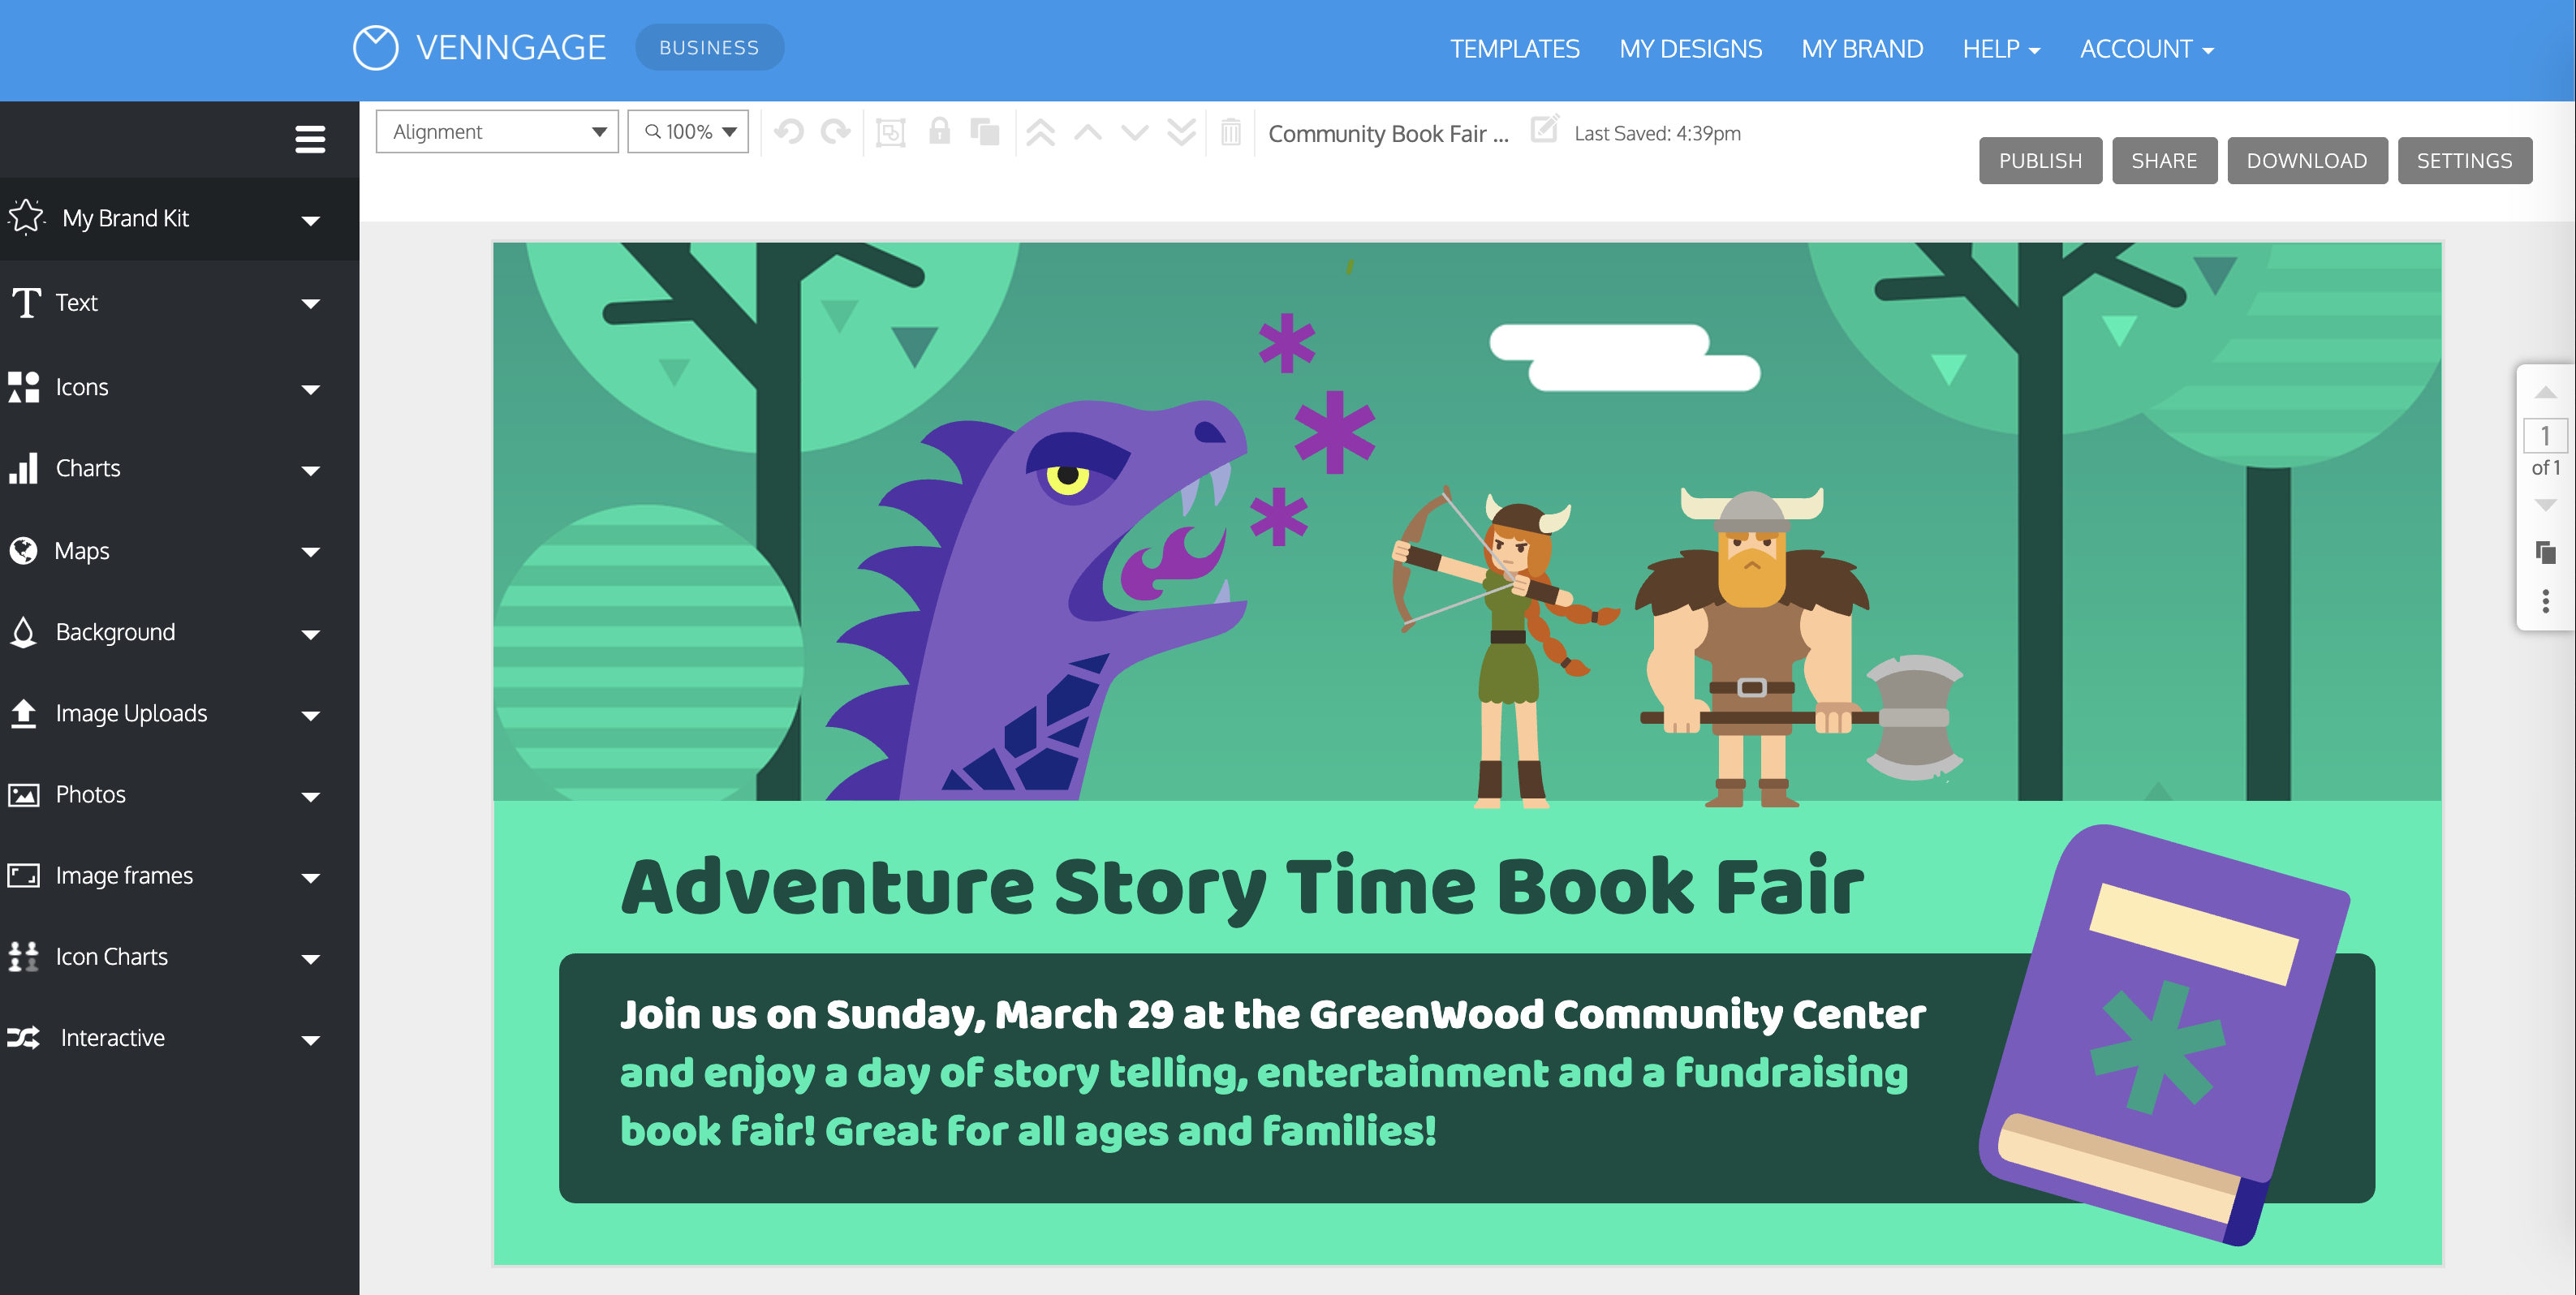 VENNGAGE BUSINESS TEMPLATES MY DESIGNS MY BRAND HELP ACCOUNT
Alignment 100% Community Book Fair ... Last Saved: 4:39pm
PUBLISH SHARE DOWNLOAD SETTINGS
My Brand Kit
Text
Icons
Charts
Maps
Background
Image Uploads
Photos
Image frames
Icon Charts
Interactive
1
of 1
Adventure Story Time Book Fair
Join us on Sunday, March 29 at the GreenWood Community Center
and enjoy a day of story telling, entertainment and a fundraising
book fair! Great for all ages and families!